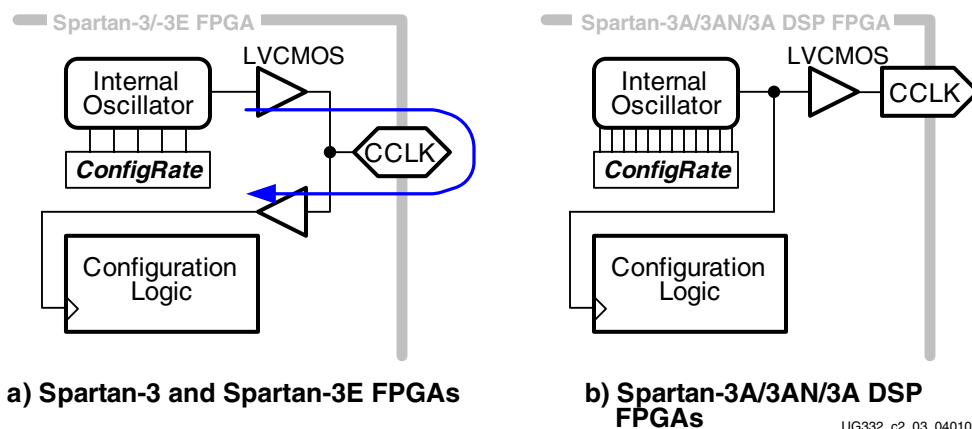 Spartan-3/-3E FPGA
LVCMOS
Internal
Oscillator
ConfigRate
CCLK
Configuration
Logic
a) Spartan-3 and Spartan-3E FPGAs
Spartan-3A/3AN/3A DSP FPGA
LVCMOS
Internal
Oscillator
ConfigRate
CCLK
Configuration
Logic
b) Spartan-3A/3AN/3A DSP
FPGAs
UG332_c2_03_04010